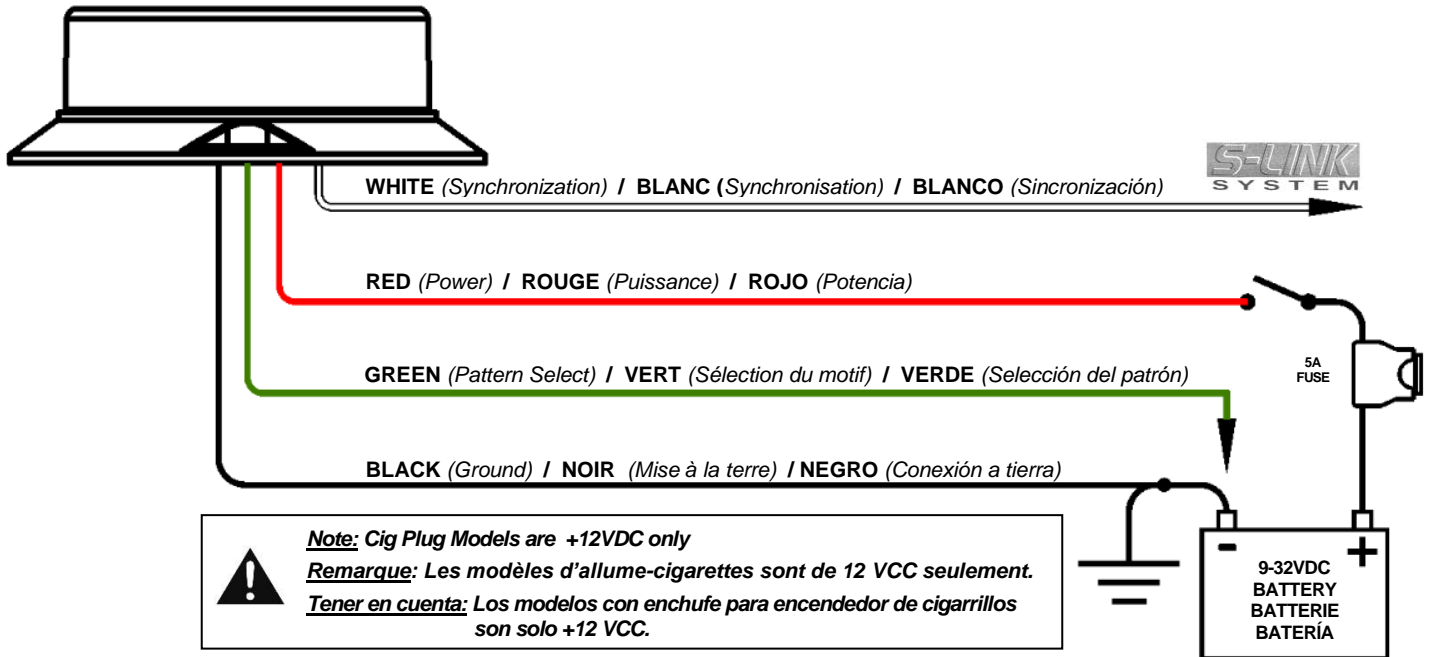 S-LINK
SYSTEM
WHITE (Synchronization) / BLANC (Synchronisation) / BLANCO (Sincronización)
RED (Power) / ROUGE (Puissance) / ROJO (Potencia)
5A
FUSE
GREEN (Pattern Select) / VERT (Sélection du motif) / VERDE (Selección del patrón)
BLACK (Ground) / NOIR (Mise à la terre) / NEGRO (Conexión a tierra)
Note: Cig Plug Models are +12VDC only
Remarque: Les modèles d'allume-cigarettes sont de 12 VCC seulement.
Tener en cuenta: Los modelos con enchufe para encendedor de cigarrillos
son solo +12 VCC.
- +
9-32VDC
BATTERY
BATTERIE
BATERÍA